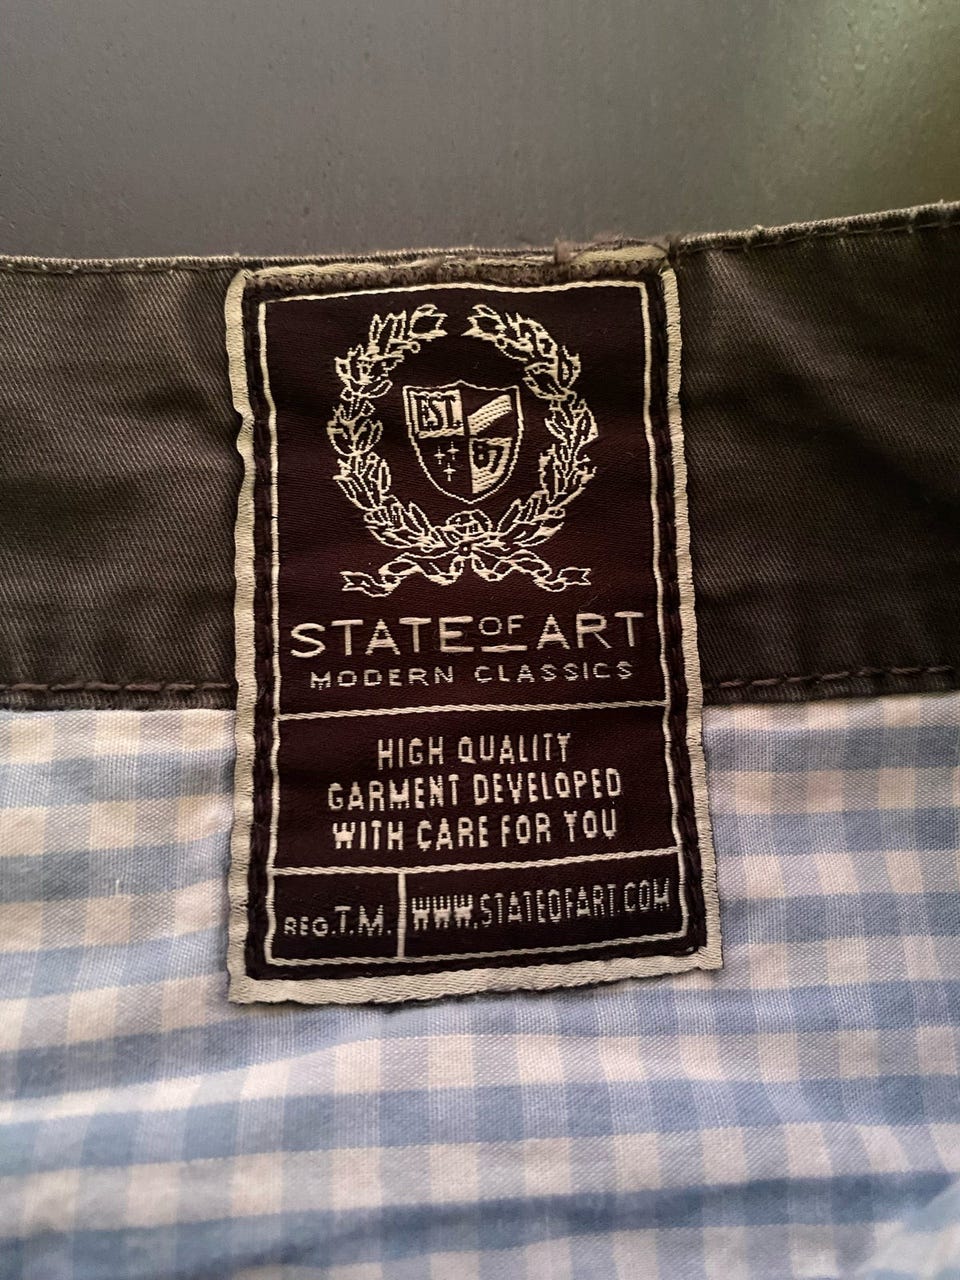 EST.
87
STATE OF ART
MODERN CLASSICS
HIGH QUALITY
GARMENT DEVELOPED
WITH CARE FOR YOU
REG.T.M. WWW.STATEOFART.COM